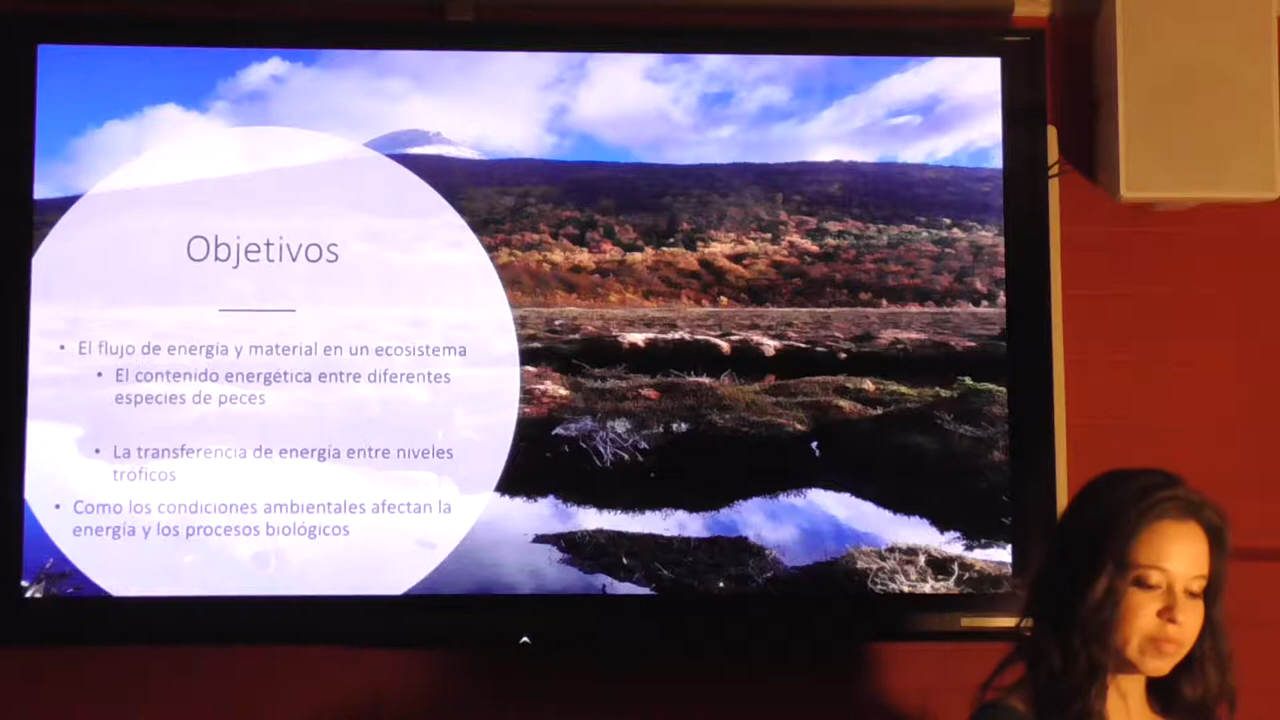 Objetivos
• El flujo de energía y material en un ecosistema
• El contenido energética entre diferentes
especies de peces
• La transferencia de energía entre niveles
tróficos
• Como los condiciones ambientales afectan la
energía y los procesos biológicos